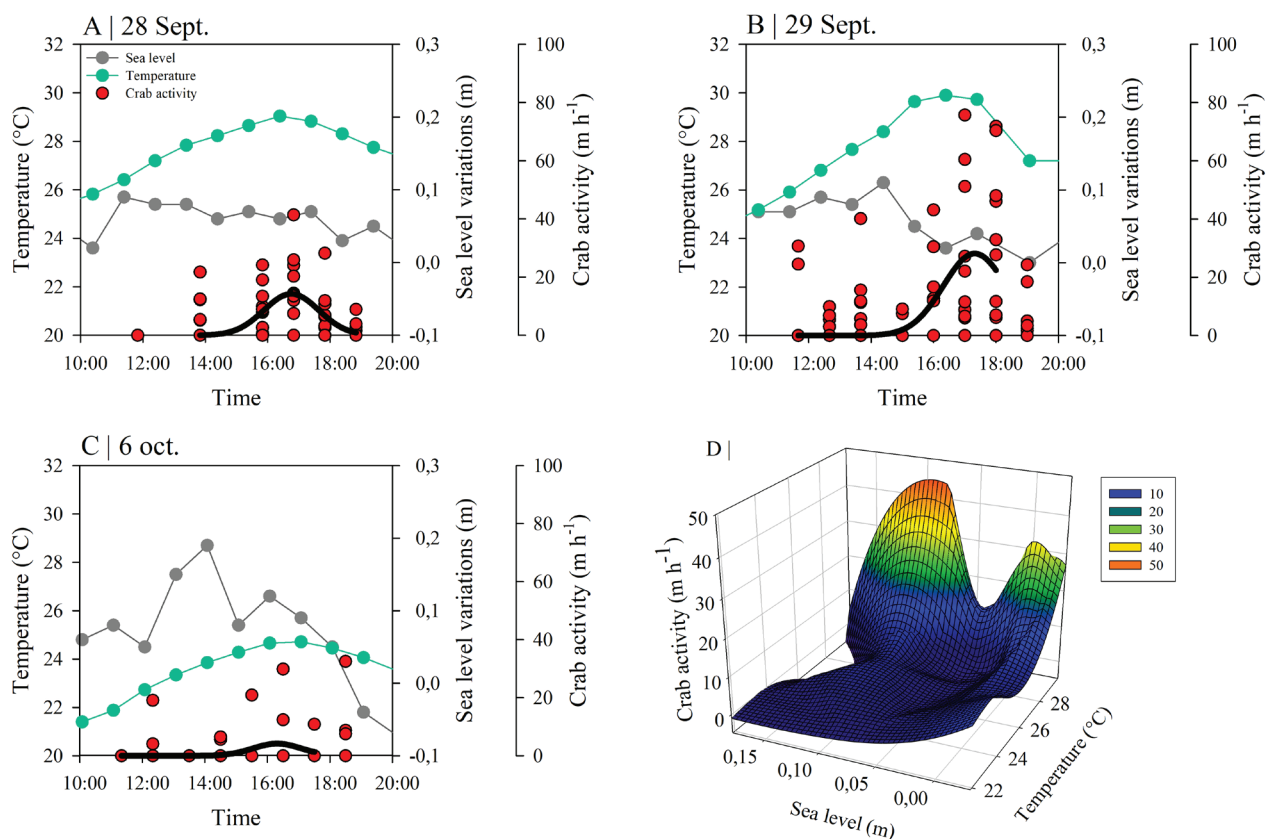 A | 28 Sept.
32
30
28
26
24
22
20
Temperature (°C)
Sea level
Temperature
Crab activity
0,3
0,2
0,1
0,0
-0,1
Sea level variations (m)
100
80
60
40
20
0
Crab activity (m h⁻¹)
10:00 12:00 14:00 16:00 18:00 20:00
Time
B | 29 Sept.
32
30
28
26
24
22
20
Temperature (°C)
0,3
0,2
0,1
0,0
-0,1
Sea level variations (m)
100
80
60
40
20
0
Crab activity (m h⁻¹)
10:00 12:00 14:00 16:00 18:00 20:00
Time
C | 6 oct.
32
30
28
26
24
22
20
Temperature (°C)
0,3
0,2
0,1
0,0
-0,1
Sea level variations (m)
100
80
60
40
20
0
Crab activity (m h⁻¹)
10:00 12:00 14:00 16:00 18:00 20:00
Time
D |
50
40
30
20
10
0
Crab activity (m h⁻¹)
0,15
0,10
0,05
0,00
Sea level (m)
22
24
26
28
Temperature (°C)
10
20
30
40
50